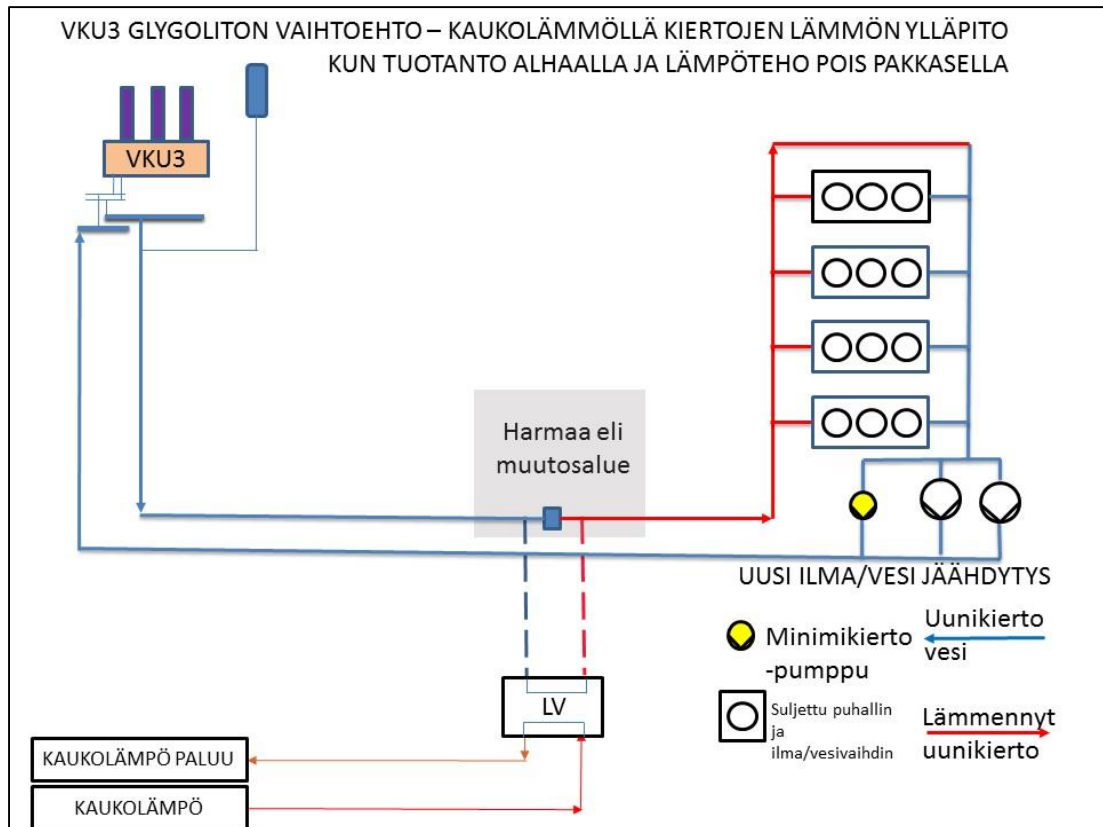 VKU3 GLYGOLITON VAIHTOEHTO – KAUKOLÄMMÖLLÄ KIERTOJEN LÄMMÖN YLLÄPITO
KUN TUOTANTO ALHAALLA JA LÄMPÖTEHO POIS PAKKASELLA
VKU3
Harmaa eli
muutosalue
UUSI ILMA/VESI JÄÄHDYTYS
Minimikierto
-pumppu
Uunikierto
vesi
LV
Suljettu puhallin
ja
ilma/vesivaihdin
Lämmennyt
uunikierto
KAUKOLÄMPÖ PALUU
KAUKOLÄMPÖ